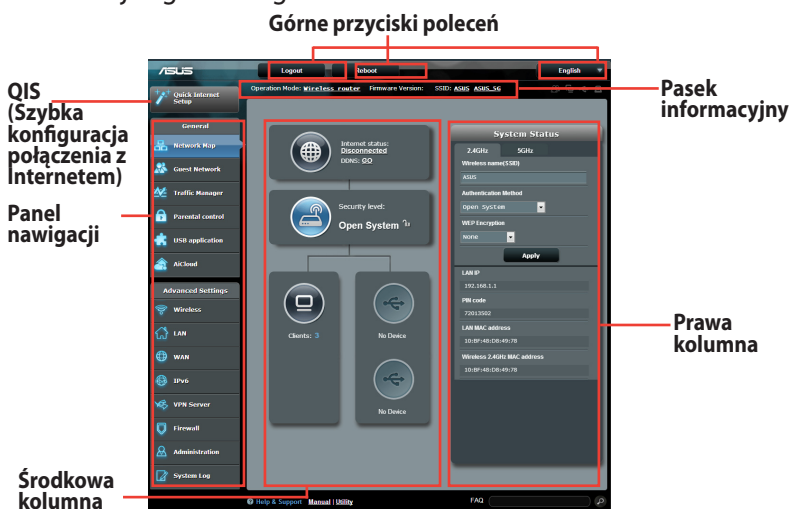 Górne przyciski poleceń
QIS
(Szybka
konfiguracja
połączenia z
Internetem)
Panel
nawigacji
Środkowa
kolumna
Pasek
informacyjny
Prawa
kolumna
ASUS
Logout
Reboot
English
Quick Internet
Setup
Operation Mode: Wireless router Firmware Version: SSID: ASUS ASUS_5G
General
Network Map
Guest Network
Traffic Manager
Parental control
USB application
AiCloud
Advanced Settings
Wireless
LAN
WAN
IPv6
VPN Server
Firewall
Administration
System Log
Internet status:
Disconnected
DDNS: GO
Security level:
Open System
Clients: 3
No Device
No Device
System Status
2.4GHz 5GHz
Wireless name(SSID)
ASUS
Authentication Method
Open System
WEP Encryption
None
Apply
LAN IP
192.168.1.1
PIN code
72013502
LAN MAC address
10:BF:48:D8:49:78
Wireless 2.4GHz MAC address
10:BF:48:D8:49:78
Help & Support Manual | Utility
FAQ